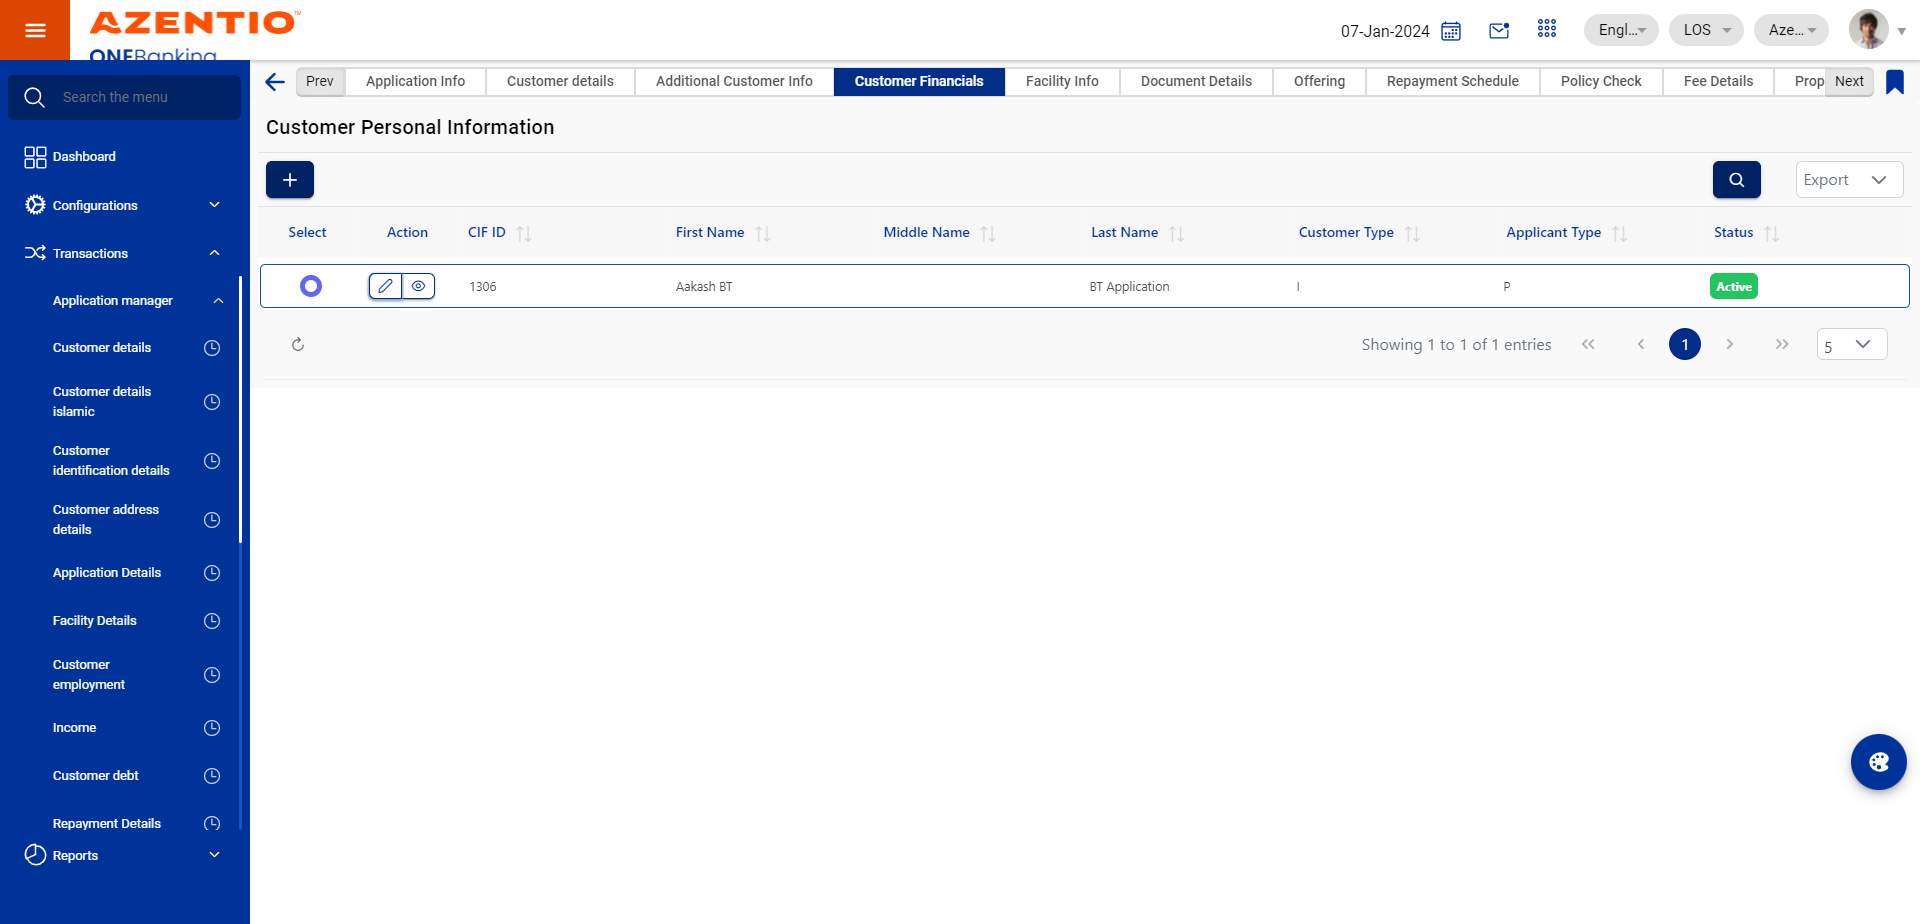 AZENTIO™
ONEBanking
07-Jan-2024
Engl...
LOS
Aze...
Search the menu
Dashboard
Configurations
Transactions
Application manager
Customer details
Customer details
islamic
Customer
identification details
Customer address
details
Application Details
Facility Details
Customer
employment
Income
Customer debt
Repayment Details
Reports
Prev
Application Info
Customer details
Additional Customer Info
Customer Financials
Facility Info
Document Details
Offering
Repayment Schedule
Policy Check
Fee Details
Prop
Next
Customer Personal Information
+
Export
Select
Action
CIF ID
First Name
Middle Name
Last Name
Customer Type
Applicant Type
Status
1306
Aakash BT
BT Application
I
P
Active
Showing 1 to 1 of 1 entries
1
5